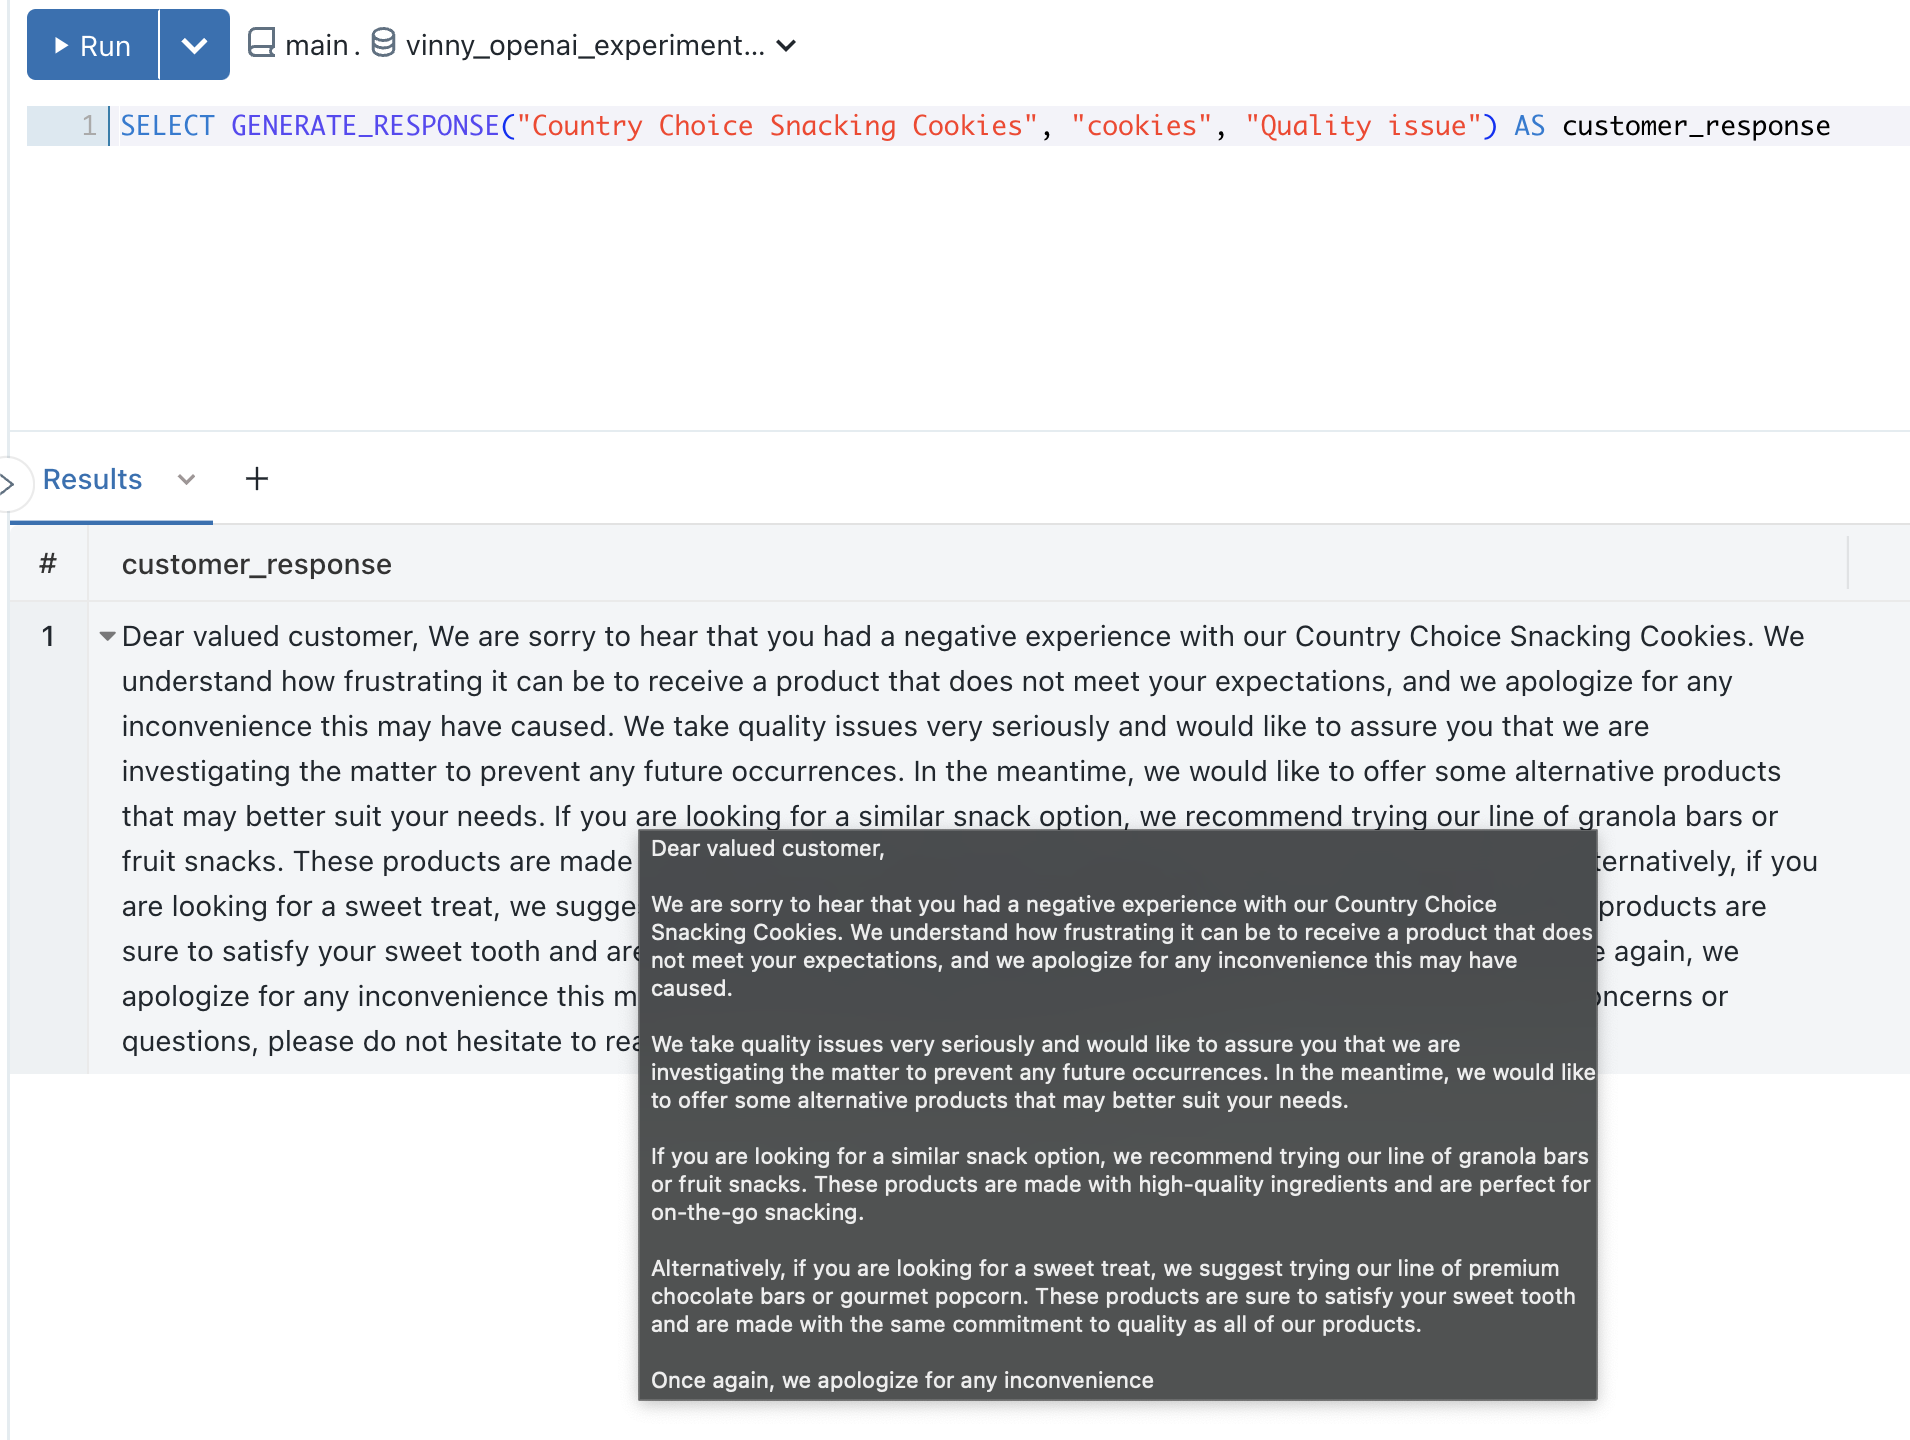 Run
main . vinny_openai_experiment...
1 SELECT GENERATE_RESPONSE("Country Choice Snacking Cookies", "cookies", "Quality issue") AS customer_response
Results
# customer_response
1 Dear valued customer, We are sorry to hear that you had a negative experience with our Country Choice Snacking Cookies. We
understand how frustrating it can be to receive a product that does not meet your expectations, and we apologize for any
inconvenience this may have caused. We take quality issues very seriously and would like to assure you that we are
investigating the matter to prevent any future occurrences. In the meantime, we would like to offer some alternative products
that may better suit your needs. If you are looking for a similar snack option, we recommend trying our line of granola bars or
fruit snacks. These products are made ternatively, if you
are looking for a sweet treat, we sugge products are
sure to satisfy your sweet tooth and are again, we
apologize for any inconvenience this m oncerns or
questions, please do not hesitate to rea
Dear valued customer,
We are sorry to hear that you had a negative experience with our Country Choice
Snacking Cookies. We understand how frustrating it can be to receive a product that does
not meet your expectations, and we apologize for any inconvenience this may have
caused.
We take quality issues very seriously and would like to assure you that we are
investigating the matter to prevent any future occurrences. In the meantime, we would like
to offer some alternative products that may better suit your needs.
If you are looking for a similar snack option, we recommend trying our line of granola bars
or fruit snacks. These products are made with high-quality ingredients and are perfect for
on-the-go snacking.
Alternatively, if you are looking for a sweet treat, we suggest trying our line of premium
chocolate bars or gourmet popcorn. These products are sure to satisfy your sweet tooth
and are made with the same commitment to quality as all of our products.
Once again, we apologize for any inconvenience